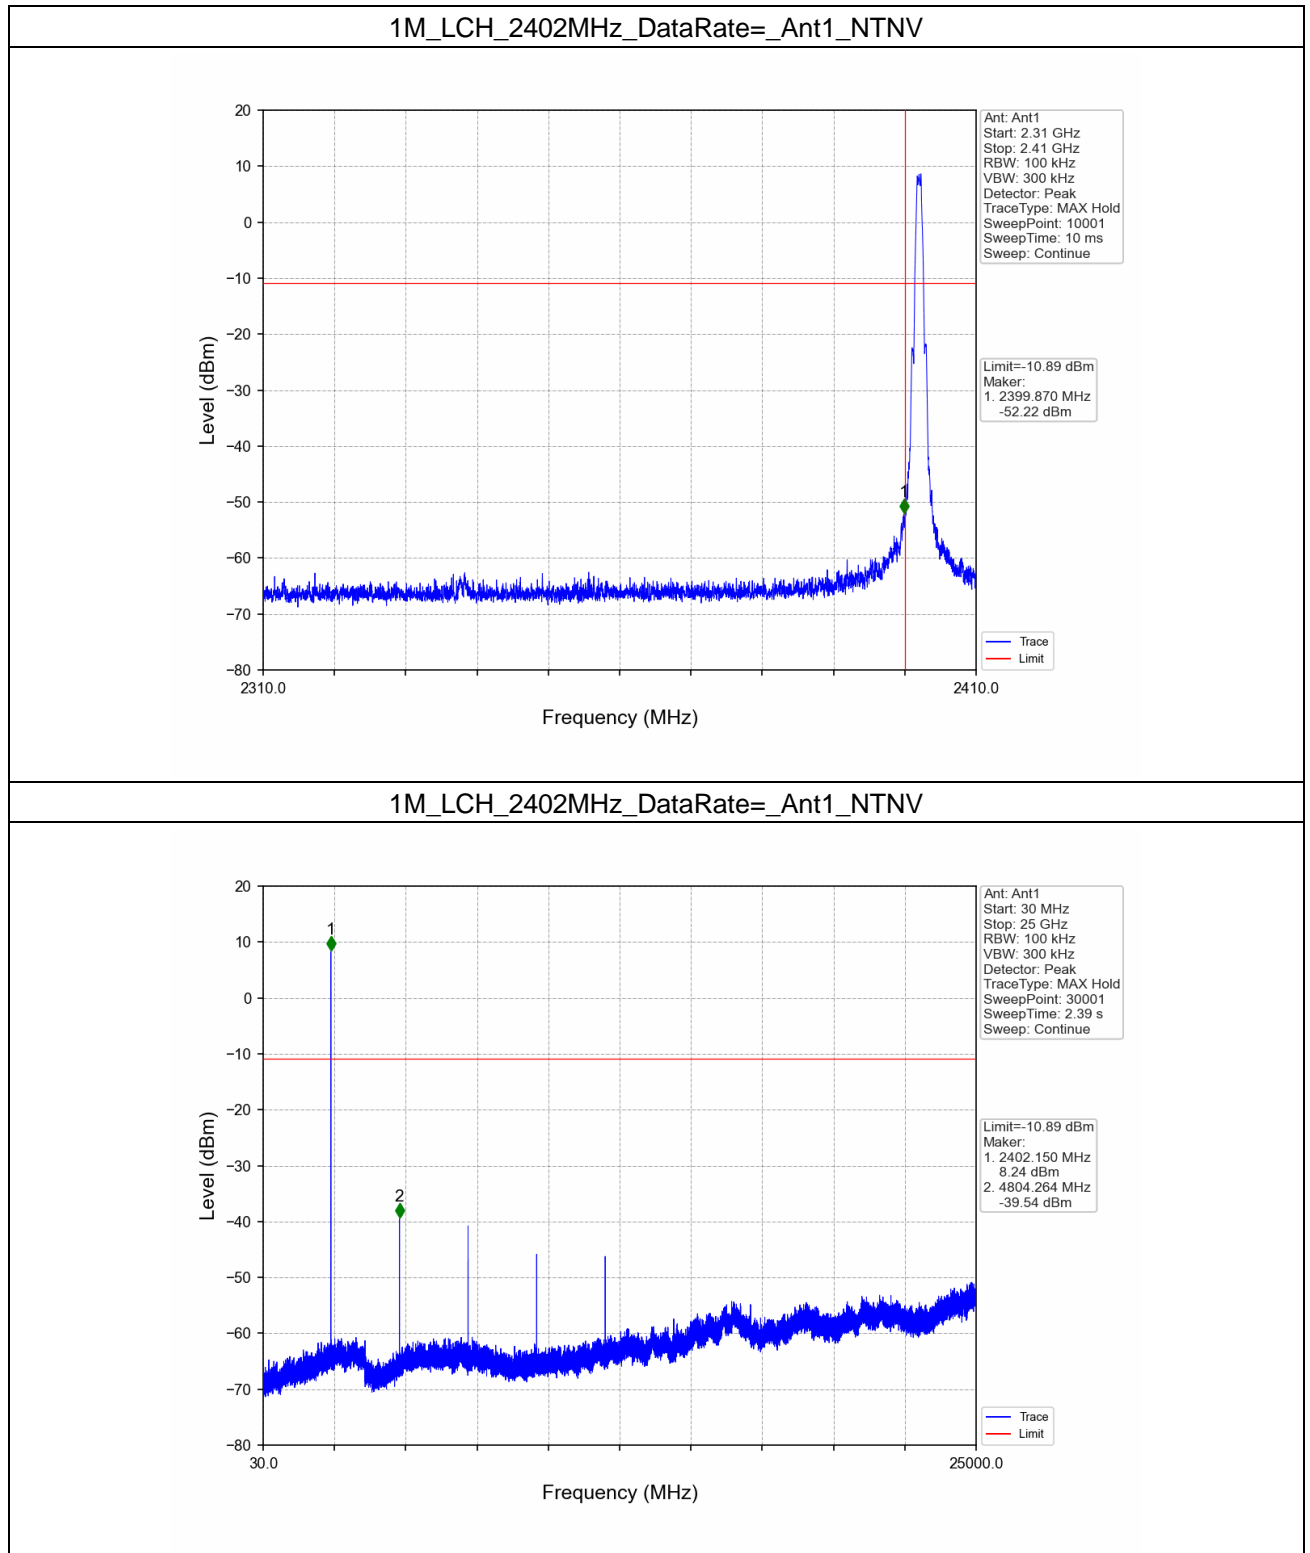 1M_LCH_2402MHz_DataRate=_Ant1_NTNV
20
10
0
−10
−20
−30
−40
−50
−60
−70
−80
Level (dBm)
1
2310.0
2410.0
Frequency (MHz)
Ant: Ant1
Start: 2.31 GHz
Stop: 2.41 GHz
RBW: 100 kHz
VBW: 300 kHz
Detector: Peak
TraceType: MAX Hold
SweepPoint: 10001
SweepTime: 10 ms
Sweep: Continue
Limit=-10.89 dBm
Maker:
1. 2399.870 MHz
-52.22 dBm
Trace
Limit
1M_LCH_2402MHz_DataRate=_Ant1_NTNV
20
10
0
−10
−20
−30
−40
−50
−60
−70
−80
Level (dBm)
1
2
30.0
25000.0
Frequency (MHz)
Ant: Ant1
Start: 30 MHz
Stop: 25 GHz
RBW: 100 kHz
VBW: 300 kHz
Detector: Peak
TraceType: MAX Hold
SweepPoint: 30001
SweepTime: 2.39 s
Sweep: Continue
Limit=-10.89 dBm
Maker:
1. 2402.150 MHz
8.24 dBm
2. 4804.264 MHz
-39.54 dBm
Trace
Limit